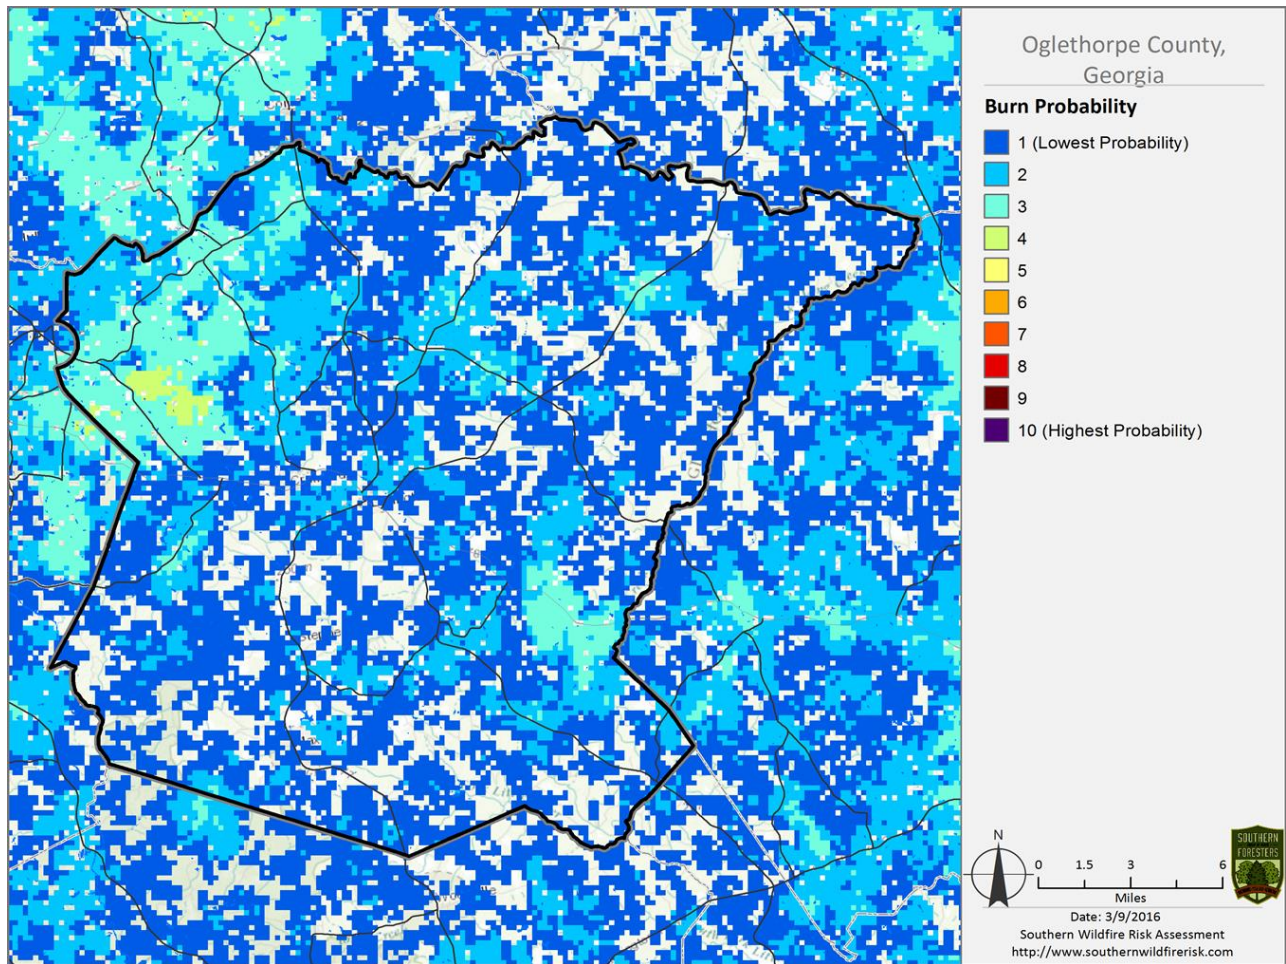 Oglethorpe County,
Georgia
Burn Probability
1 (Lowest Probability)
2
3
4
5
6
7
8
9
10 (Highest Probability)
N
0 1.5 3 6
Miles
SOUTHERN
FORESTERS
Date: 3/9/2016
Southern Wildfire Risk Assessment
http://www.southernwildfirerisk.com